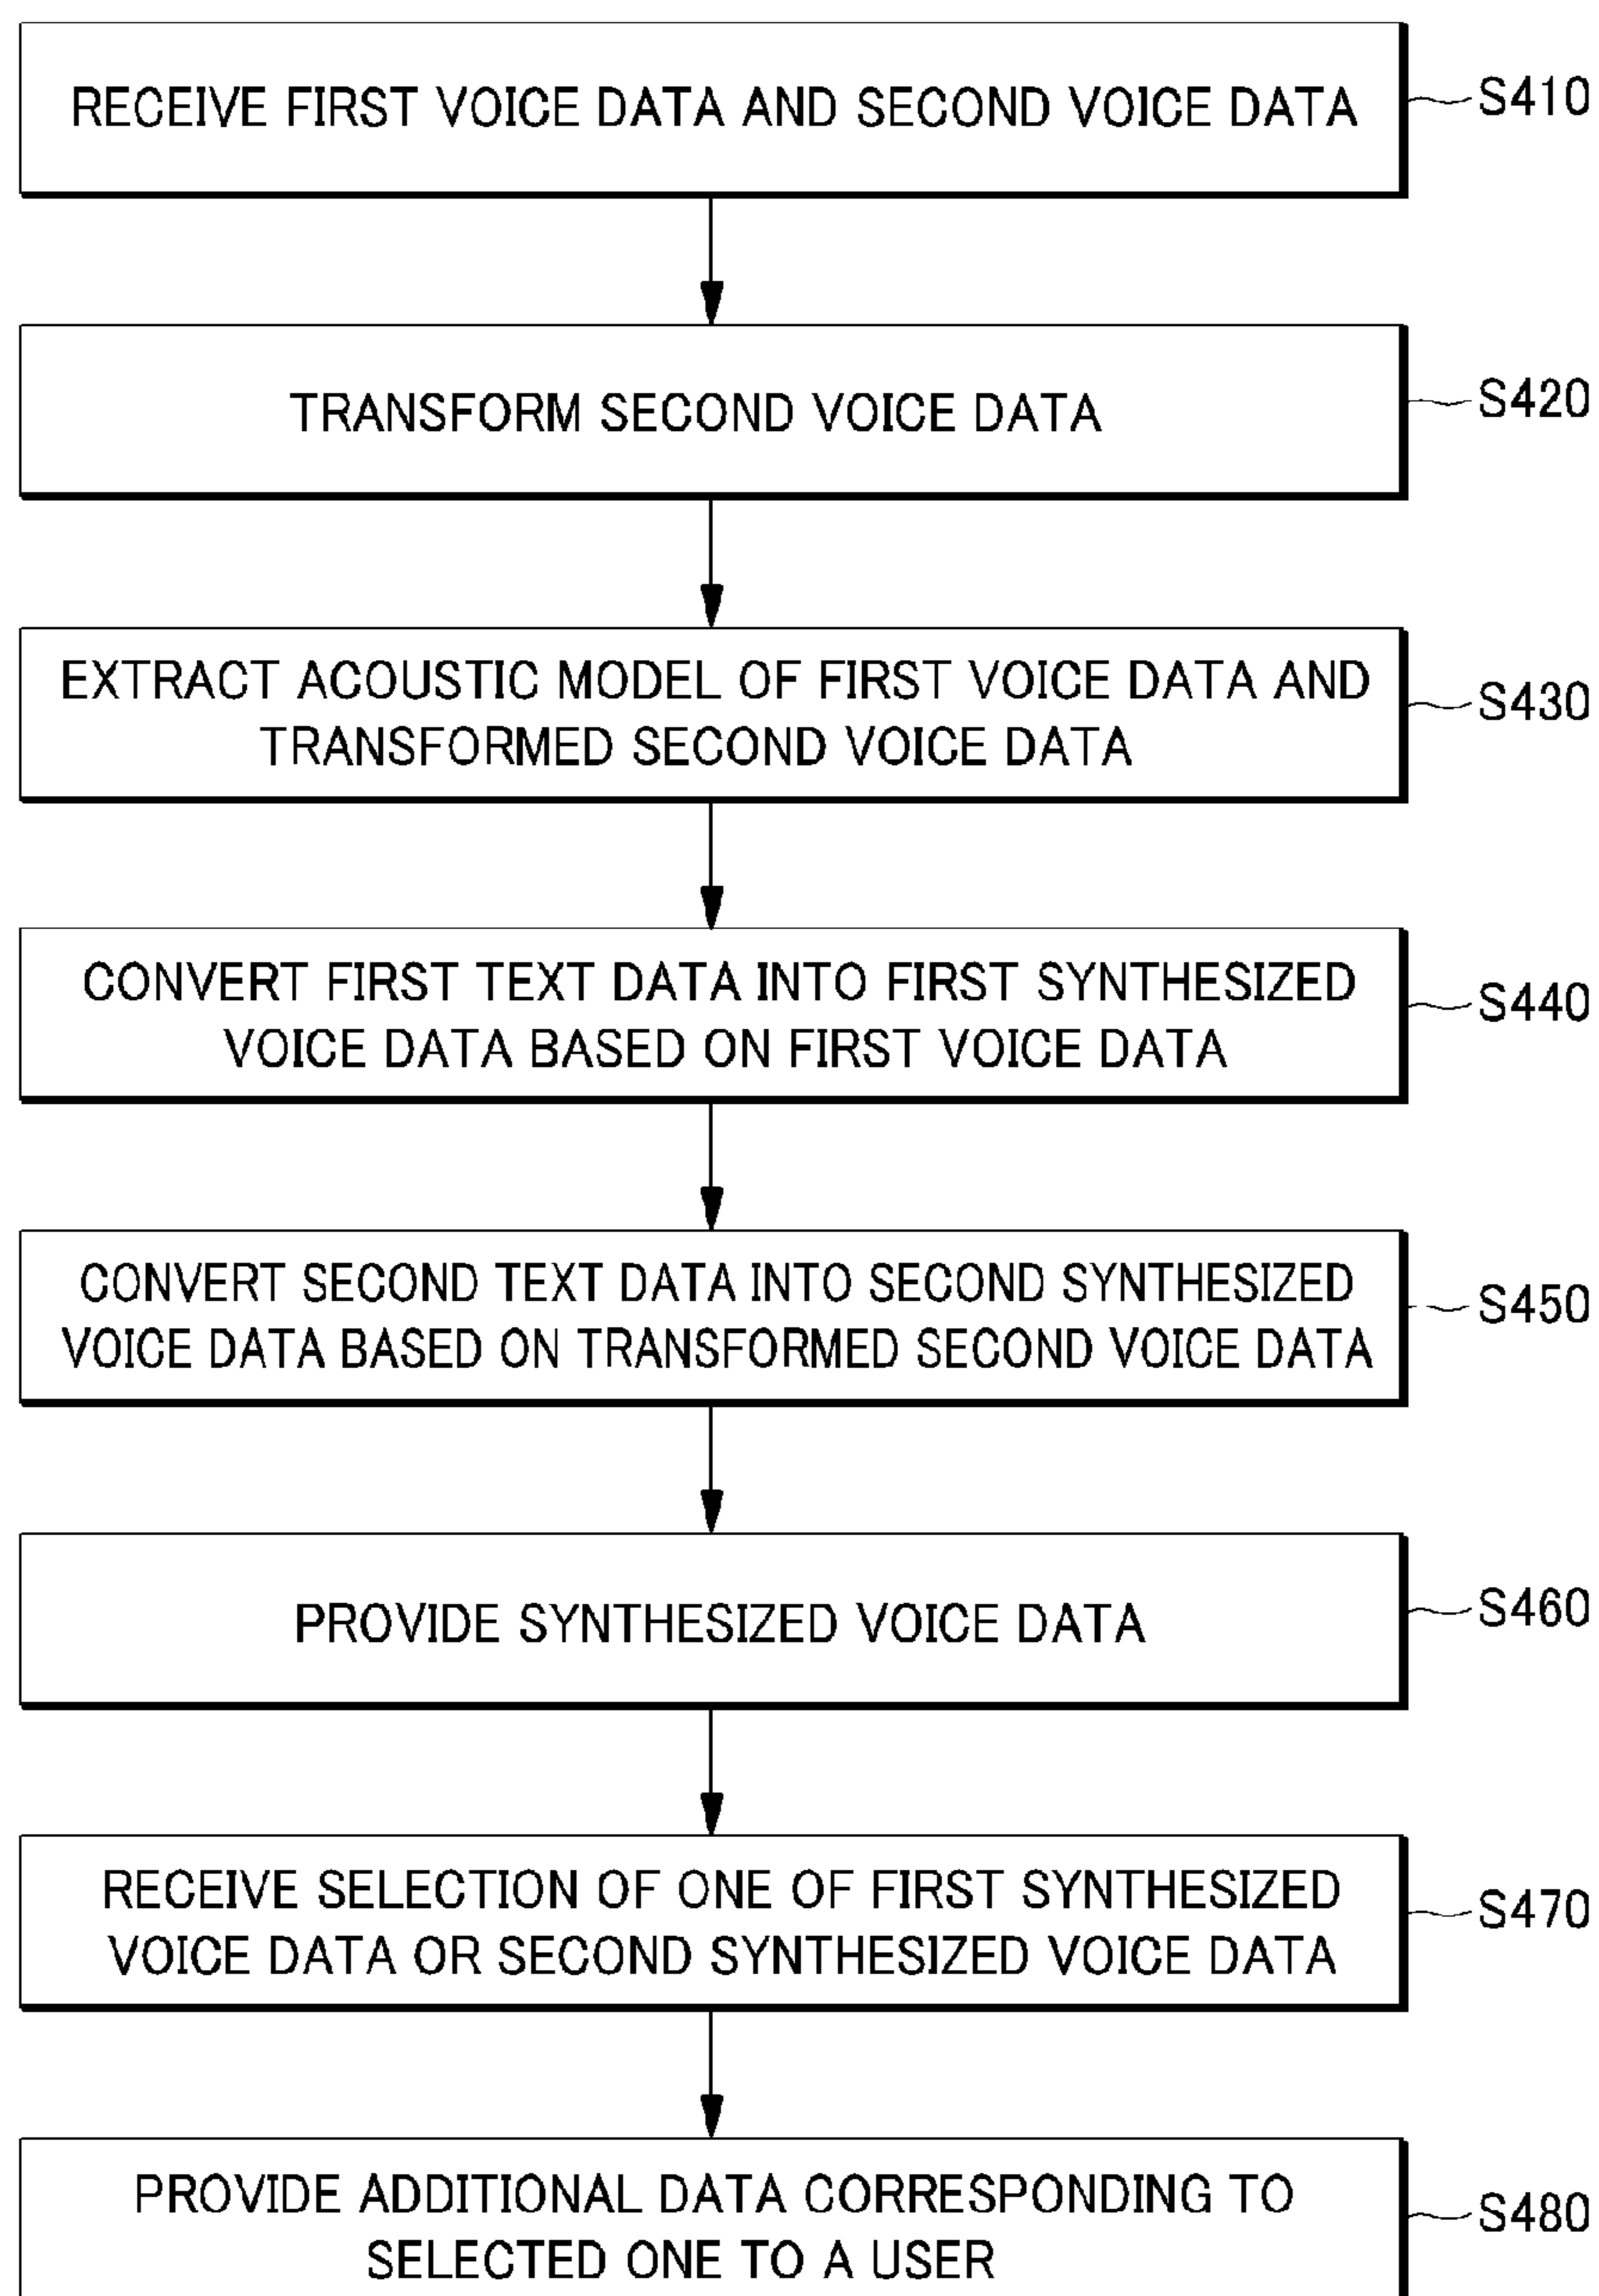 RECEIVE FIRST VOICE DATA AND SECOND VOICE DATA
S410
TRANSFORM SECOND VOICE DATA
S420
EXTRACT ACOUSTIC MODEL OF FIRST VOICE DATA AND
TRANSFORMED SECOND VOICE DATA
S430
CONVERT FIRST TEXT DATA INTO FIRST SYNTHESIZED
VOICE DATA BASED ON FIRST VOICE DATA
S440
CONVERT SECOND TEXT DATA INTO SECOND SYNTHESIZED
VOICE DATA BASED ON TRANSFORMED SECOND VOICE DATA
S450
PROVIDE SYNTHESIZED VOICE DATA
S460
RECEIVE SELECTION OF ONE OF FIRST SYNTHESIZED
VOICE DATA OR SECOND SYNTHESIZED VOICE DATA
S470
PROVIDE ADDITIONAL DATA CORRESPONDING TO
SELECTED ONE TO A USER
S480